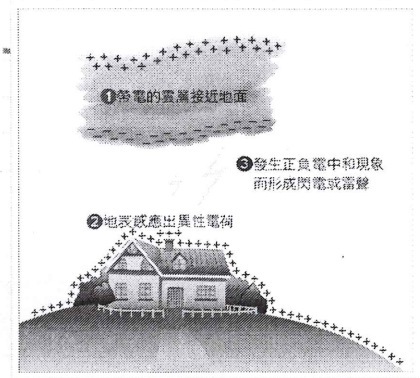 ❶帶電的雲層接近地面
❸發生正負電中和現象
而形成閃電或雷聲
❷地表感應出異性電荷